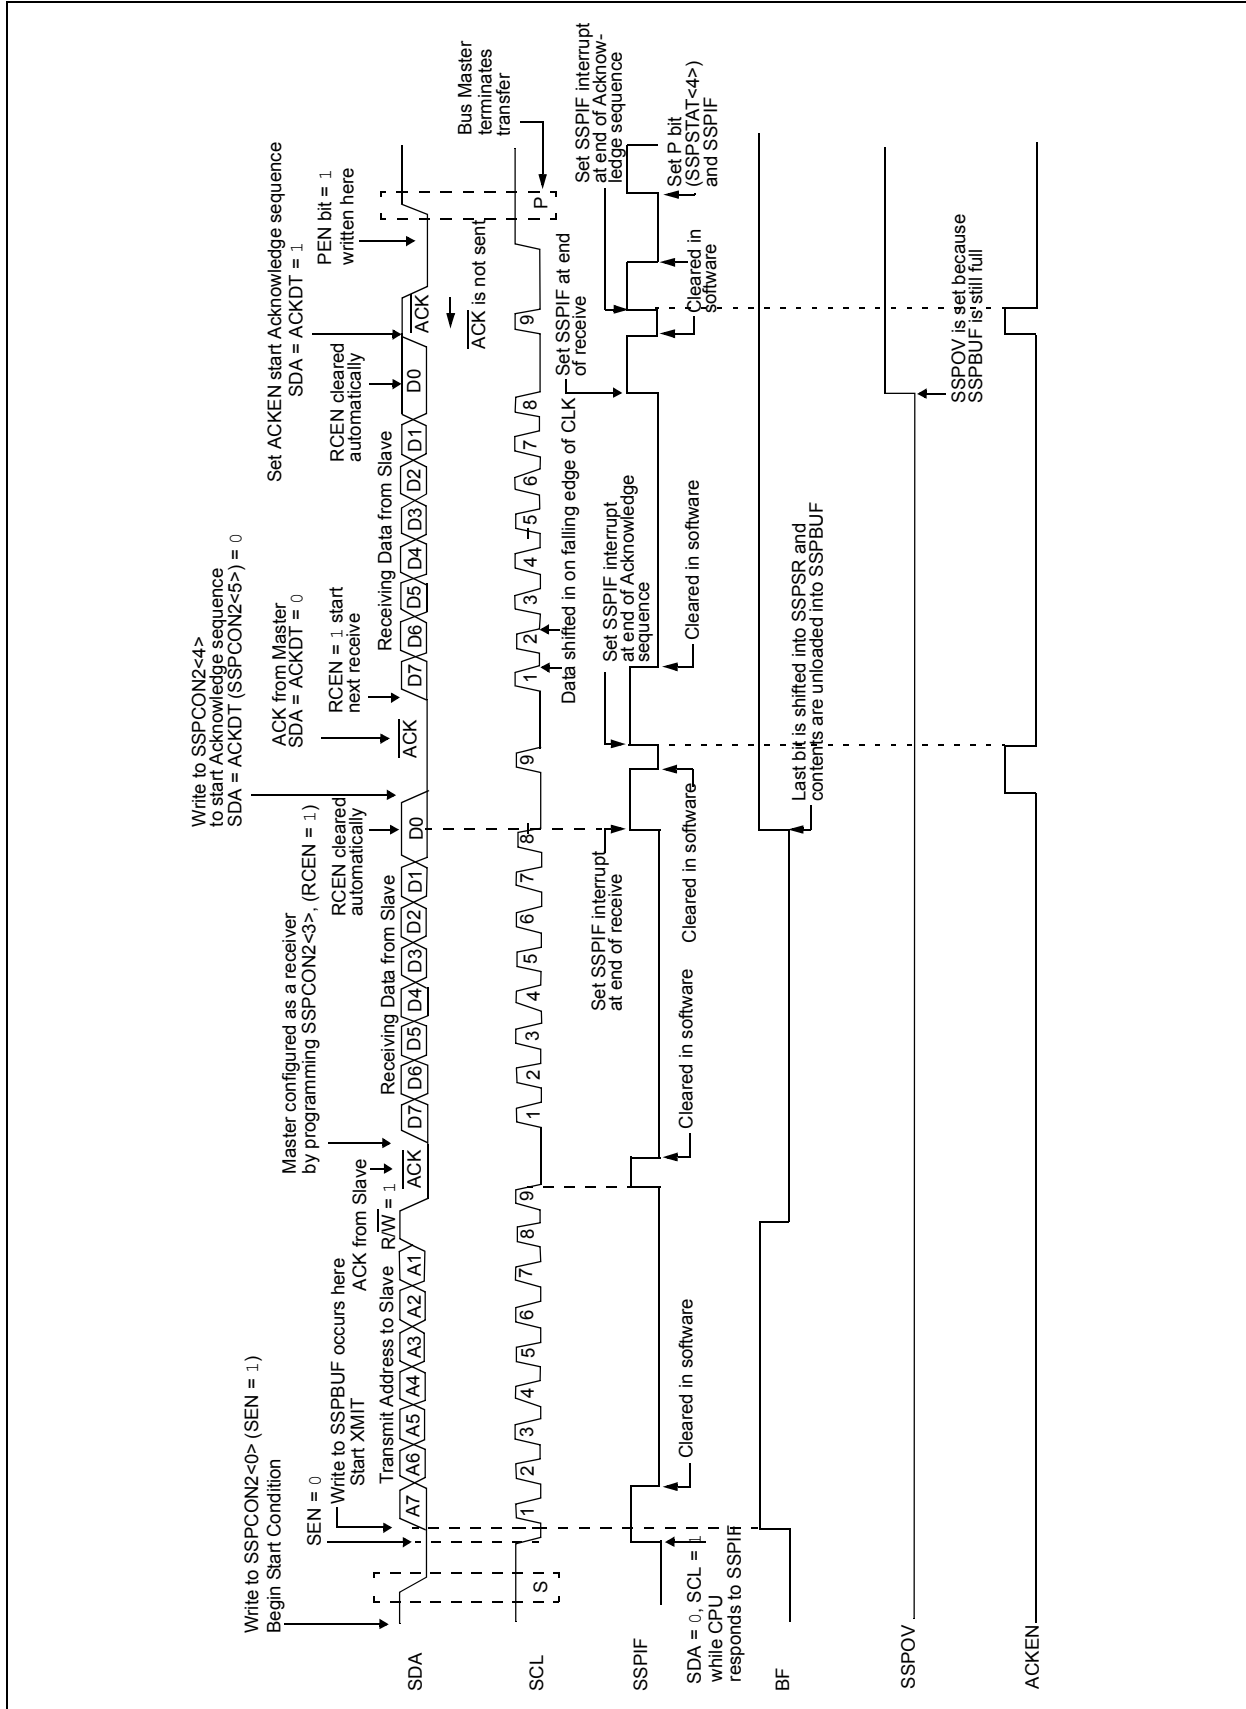 Write to SSPCON2<0> (SEN = 1)
Begin Start Condition
SEN = 0
Write to SSPBUF occurs here
Start XMIT
Transmit Address to Slave
R/W = 1
ACK from Slave
Master configured as a receiver
by programming SSPCON2<3>, (RCEN = 1)
Receiving Data from Slave
RCEN cleared
automatically
Write to SSPCON2<4>
to start Acknowledge sequence
SDA = ACKDT (SSPCON2<5>) = 0
ACK from Master
SDA = ACKDT = 0
RCEN = 1 start
next receive
Receiving Data from Slave
RCEN cleared
automatically
Set ACKEN start Acknowledge sequence
SDA = ACKDT = 1
PEN bit = 1
written here
SDA
A7 A6 A5 A4 A3 A2 A1
ACK
D7 D6 D5 D4 D3 D2 D1 D0
ACK
D7 D6 D5 D4 D3 D2 D1 D0
ACK
ACK is not sent
Bus Master
terminates
transfer
SCL
S
1 2 3 4 5 6 7 8 9
1 2 3 4 5 6 7 8
9
1 2 3 4 5 6 7 8
9
P
Data shifted in on falling edge of CLK
SSPIF
SDA = 0, SCL = 1
while CPU
responds to SSPIF
Cleared in software
Cleared in software
Set SSPIF interrupt
at end of receive
Cleared in software
Set SSPIF interrupt
at end of Acknowledge
sequence
Cleared in software
Set SSPIF at end
of receive
Cleared in
software
Set SSPIF interrupt
at end of Acknow-
ledge sequence
Set P bit
(SSPSTAT<4>)
and SSPIF
BF
Last bit is shifted into SSPSR and
contents are unloaded into SSPBUF
SSPOV
SSPOV is set because
SSPBUF is still full
ACKEN